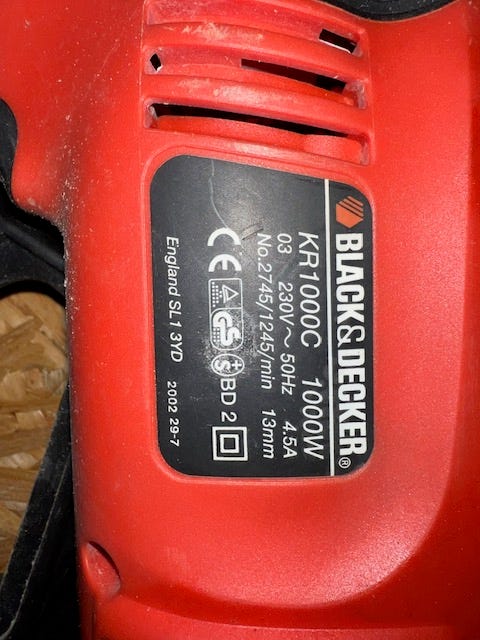 BLACK&DECKER®
KR1000C 1000W
03 230V~ 50Hz 4.5A
No.2745/1245/min 13mm
CE GS +S BD 2
England SL1 3YD 2002 29-7